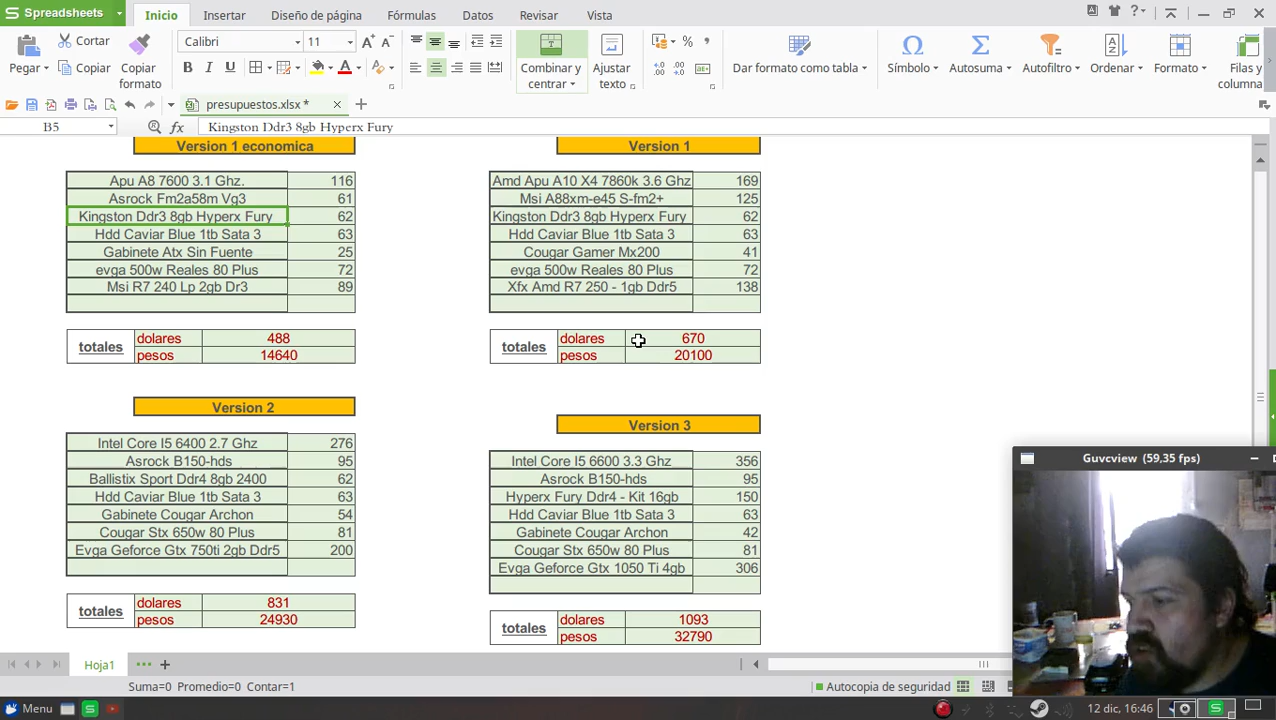 Spreadsheets
Inicio
Insertar
Diseño de página
Fórmulas
Datos
Revisar
Vista
Pegar
Cortar
Copiar
Copiar formato
Calibri
11
Combinar y centrar
Ajustar texto
Dar formato como tabla
Símbolo
Autosuma
Autofiltro
Ordenar
Formato
Filas y columna
presupuestos.xlsx *
B5
fx
Kingston Ddr3 8gb Hyperx Fury
Version 1 economica
Apu A8 7600 3.1 Ghz. 116
Asrock Fm2a58m Vg3 61
Kingston Ddr3 8gb Hyperx Fury 62
Hdd Caviar Blue 1tb Sata 3 63
Gabinete Atx Sin Fuente 25
evga 500w Reales 80 Plus 72
Msi R7 240 Lp 2gb Dr3 89
totales
dolares 488
pesos 14640
Version 1
Amd Apu A10 X4 7860k 3.6 Ghz 169
Msi A88xm-e45 S-fm2+ 125
Kingston Ddr3 8gb Hyperx Fury 62
Hdd Caviar Blue 1tb Sata 3 63
Cougar Gamer Mx200 41
evga 500w Reales 80 Plus 72
Xfx Amd R7 250 - 1gb Ddr5 138
totales
dolares 670
pesos 20100
Version 2
Intel Core I5 6400 2.7 Ghz 276
Asrock B150-hds 95
Ballistix Sport Ddr4 8gb 2400 62
Hdd Caviar Blue 1tb Sata 3 63
Gabinete Cougar Archon 54
Cougar Stx 650w 80 Plus 81
Evga Geforce Gtx 750ti 2gb Ddr5 200
totales
dolares 831
pesos 24930
Version 3
Intel Core I5 6600 3.3 Ghz 356
Asrock B150-hds 95
Hyperx Fury Ddr4 - Kit 16gb 150
Hdd Caviar Blue 1tb Sata 3 63
Gabinete Cougar Archon 42
Cougar Stx 650w 80 Plus 81
Evga Geforce Gtx 1050 Ti 4gb 306
totales
dolares 1093
pesos 32790
Guvcview (59,35 fps)
Hoja1
Suma=0 Promedio=0 Contar=1
Autocopia de seguridad
Menu
12 dic, 16:46